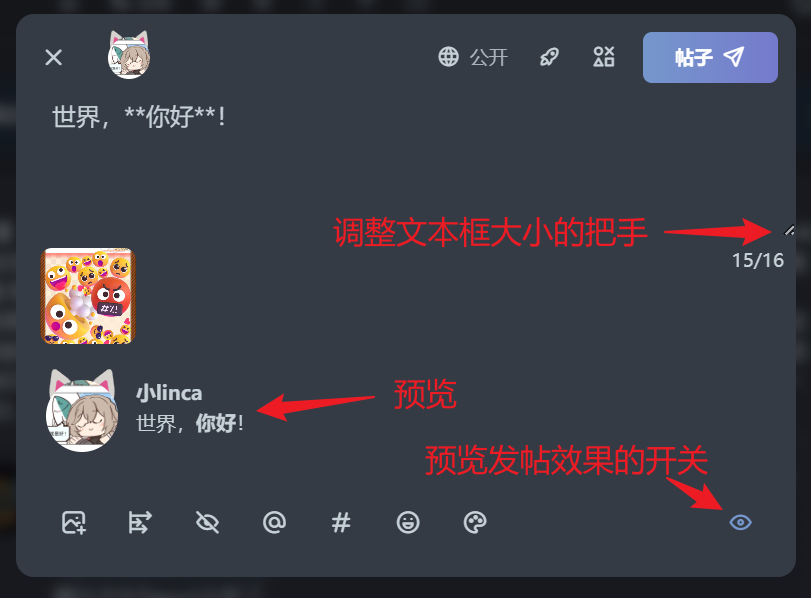 公开
帖子
世界，**你好**！
调整文本框大小的把手
15/16
#%!
小linca
世界，你好！
预览
预览发帖效果的开关